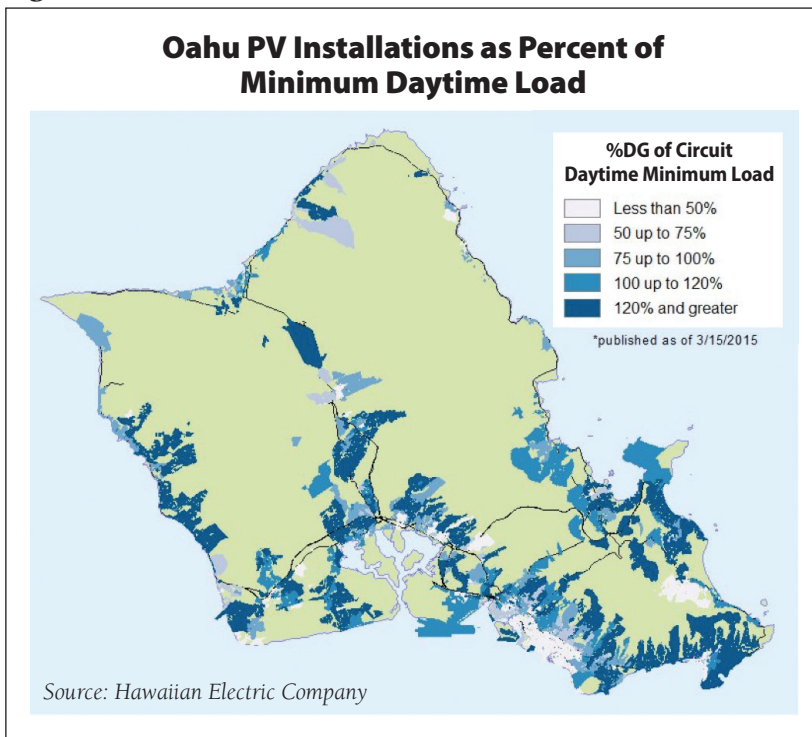 Oahu PV Installations as Percent of
Minimum Daytime Load
%DG of Circuit
Daytime Minimum Load
Less than 50%
50 up to 75%
75 up to 100%
100 up to 120%
120% and greater
*published as of 3/15/2015
Source: Hawaiian Electric Company